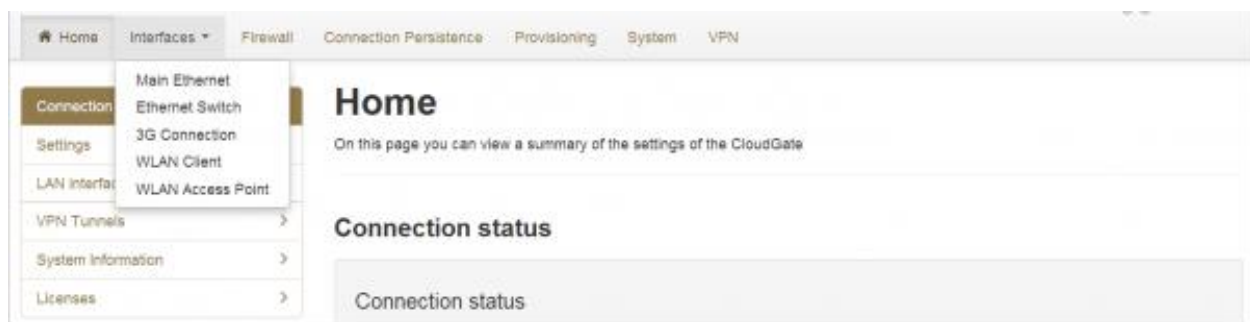 Home Interfaces Firewall Connection Persistence Provisioning System VPN
Main Ethernet
Ethernet Switch
3G Connection
WLAN Client
WLAN Access Point
Connection
Settings
LAN Interfac
VPN Tunnels
System Information
Licenses
Home
On this page you can view a summary of the settings of the CloudGate
Connection status
Connection status